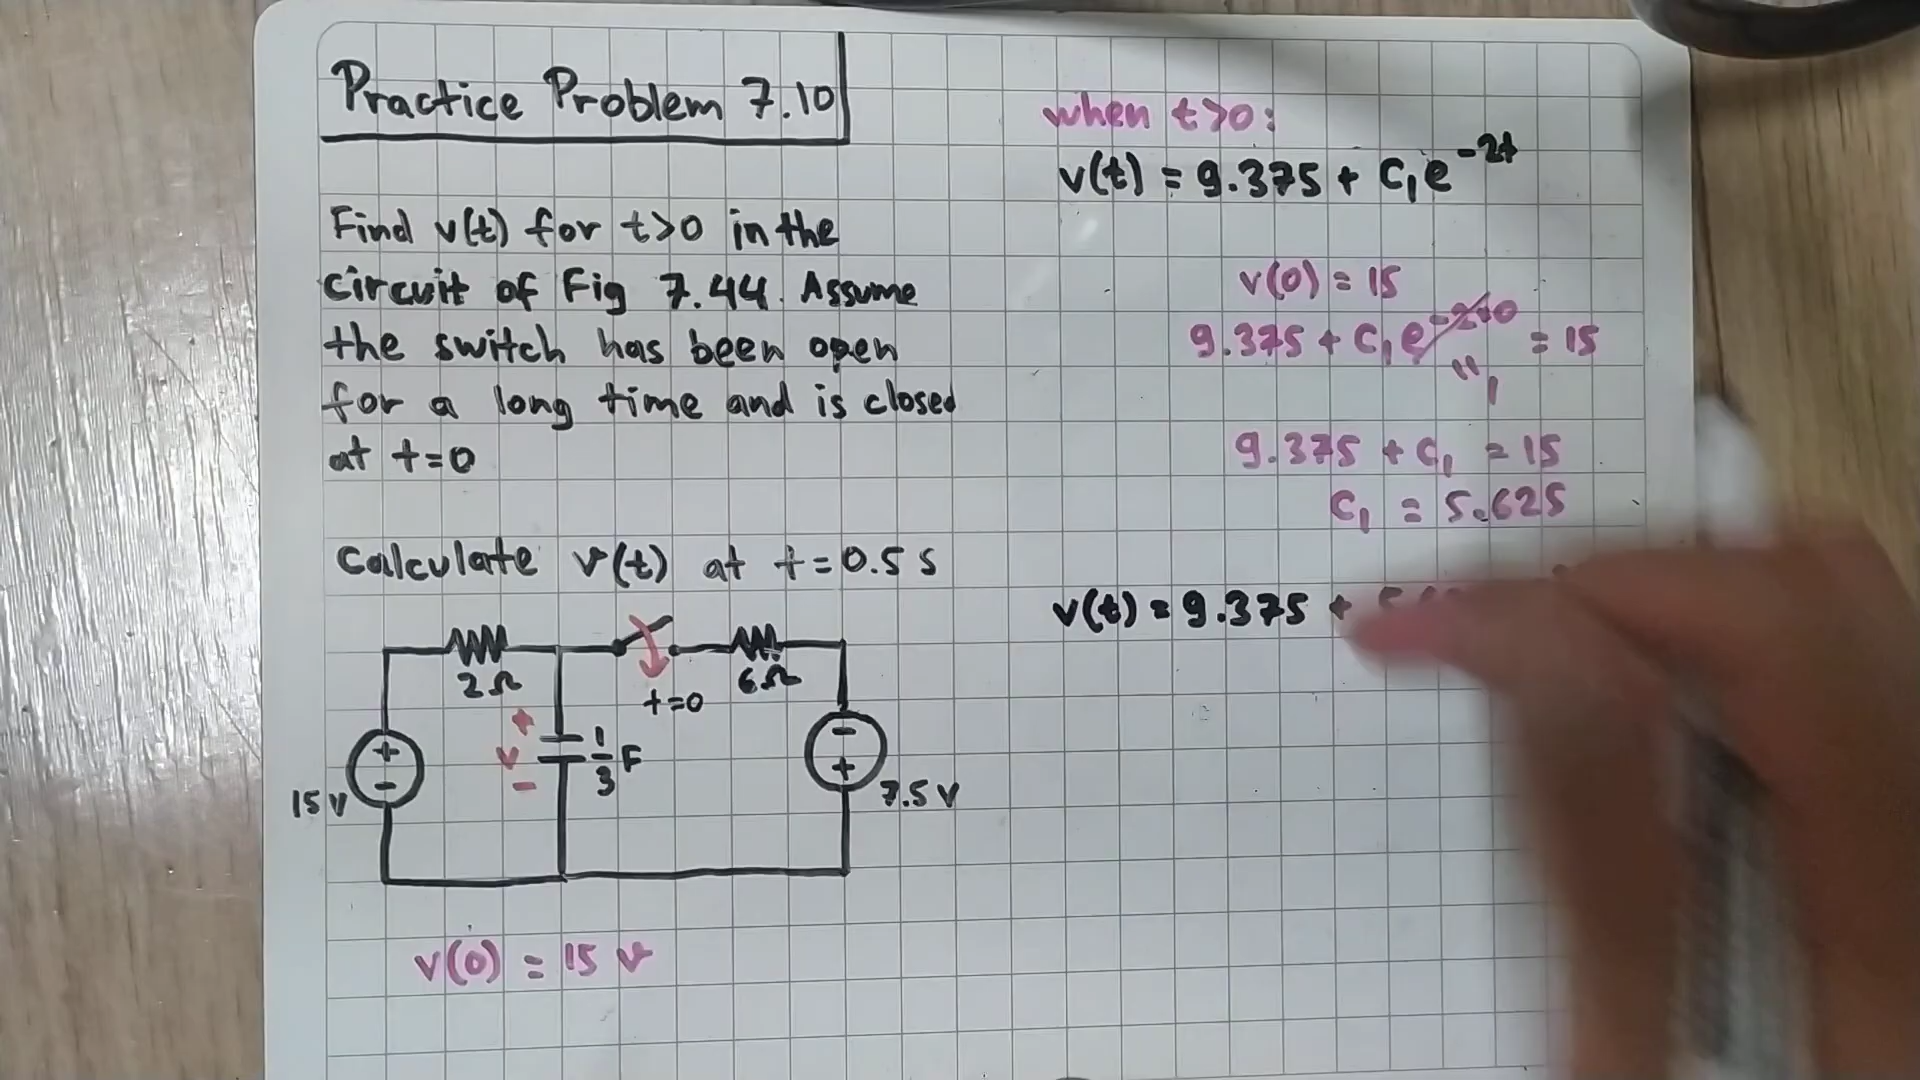 Practice Problem 7.10
Find v(t) for t>0 in the
circuit of Fig 7.44. Assume
the switch has been open
for a long time and is closed
at t=0
Calculate v(t) at t=0.5 s
2Ω
t=0
6Ω
+
v
-
1/3 F
+
-
15 V
-
+
7.5 V
v(0) = 15 V
when t>0:
v(t) = 9.375 + C₁e^-2t
v(0) = 15
9.375 + C₁e^-2*0 = 15
"1
9.375 + C₁ = 15
C₁ = 5.625
v(t) = 9.375 +